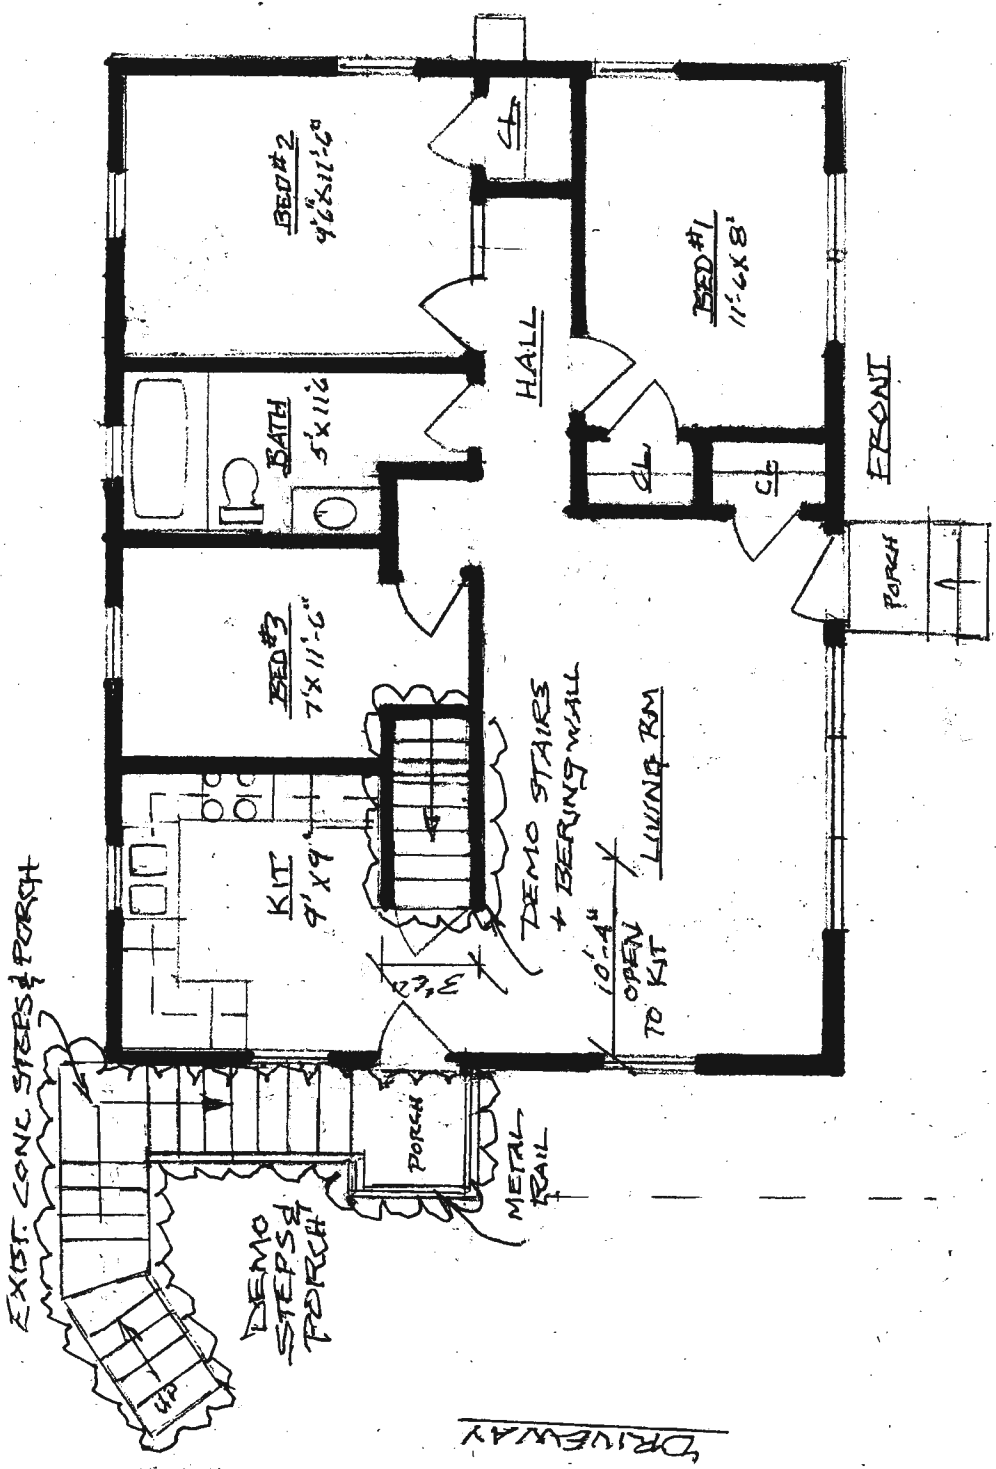 BED#2
9'6"X11'-6"
CL
BED#1
11'-6X8'
HALL
FRONT
BATH
5'X11'6
CL
CL
PORCH
BED#3
7'X11'-6"
DEMO STAIRS
+ BERING WALL
LIVING RM
KIT
9'X9'
10'-4"
OPEN
TO KIT
EXIST. CONC STEPS & PORCH
PORCH
METAL
RAIL
DEMO
STEPS &
PORCH
UP
DRIVEWAY